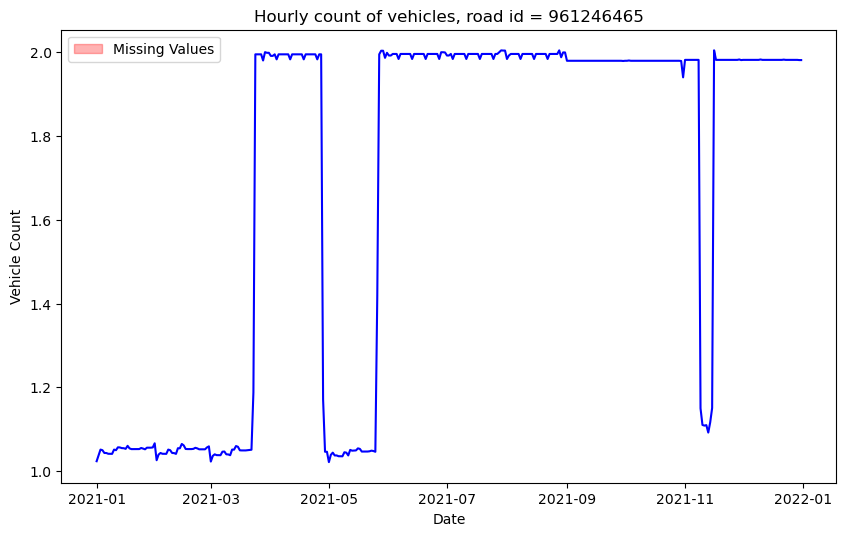 Hourly count of vehicles, road id = 961246465
Missing Values
Vehicle Count
2.0
1.8
1.6
1.4
1.2
1.0
2021-01 2021-03 2021-05 2021-07 2021-09 2021-11 2022-01
Date